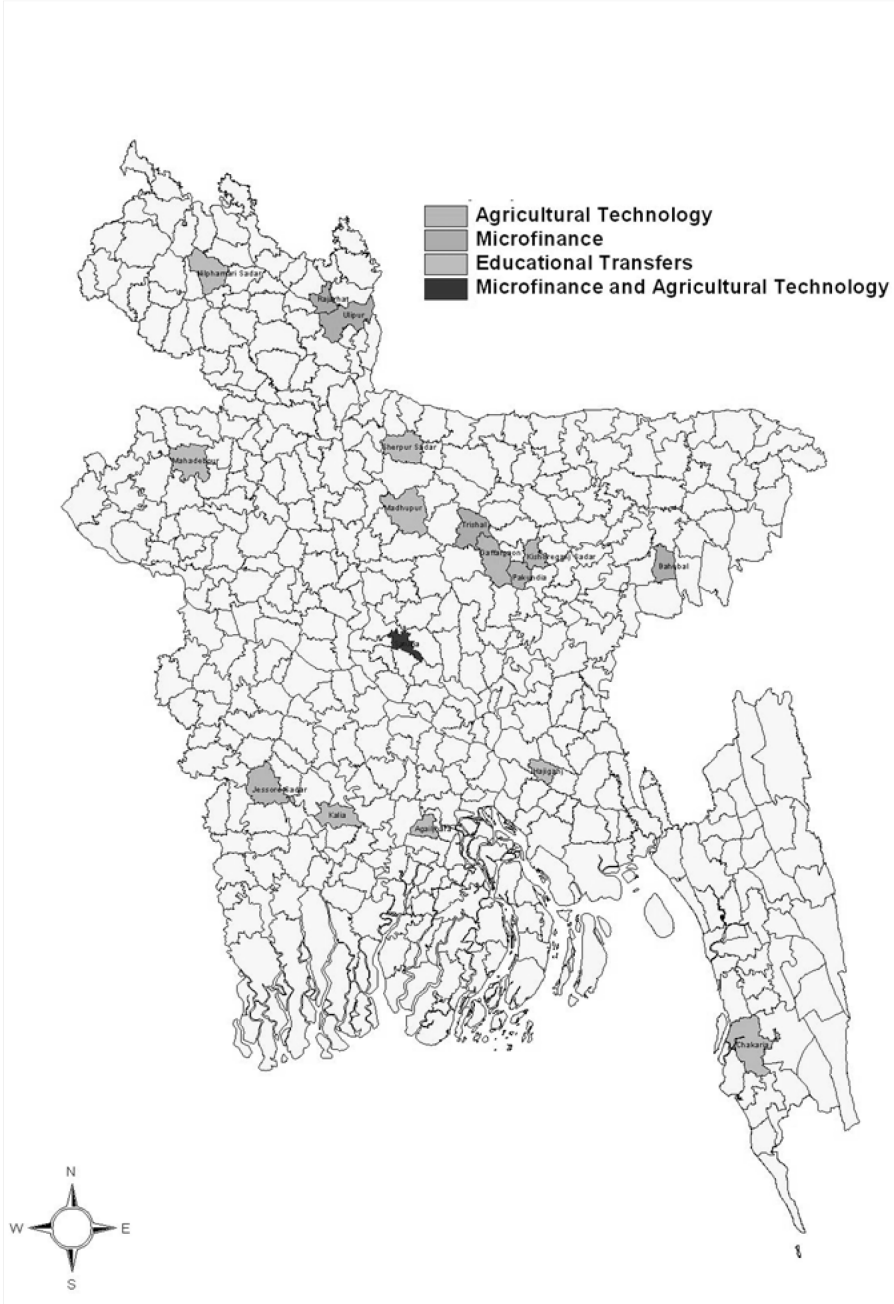 Agricultural Technology
Microfinance
Educational Transfers
Microfinance and Agricultural Technology
Nilphamari Sadar
Rajarhat
Ulipur
Sherpur Sadar
Mahadebpur
Madhupur
Trishal
Gaffargaon
Kishoreganj Sadar
Pakundia
Bahubal
Hajiganj
Jessore Sadar
Kalia
Agailjhara
Chakaria
N
W
E
S